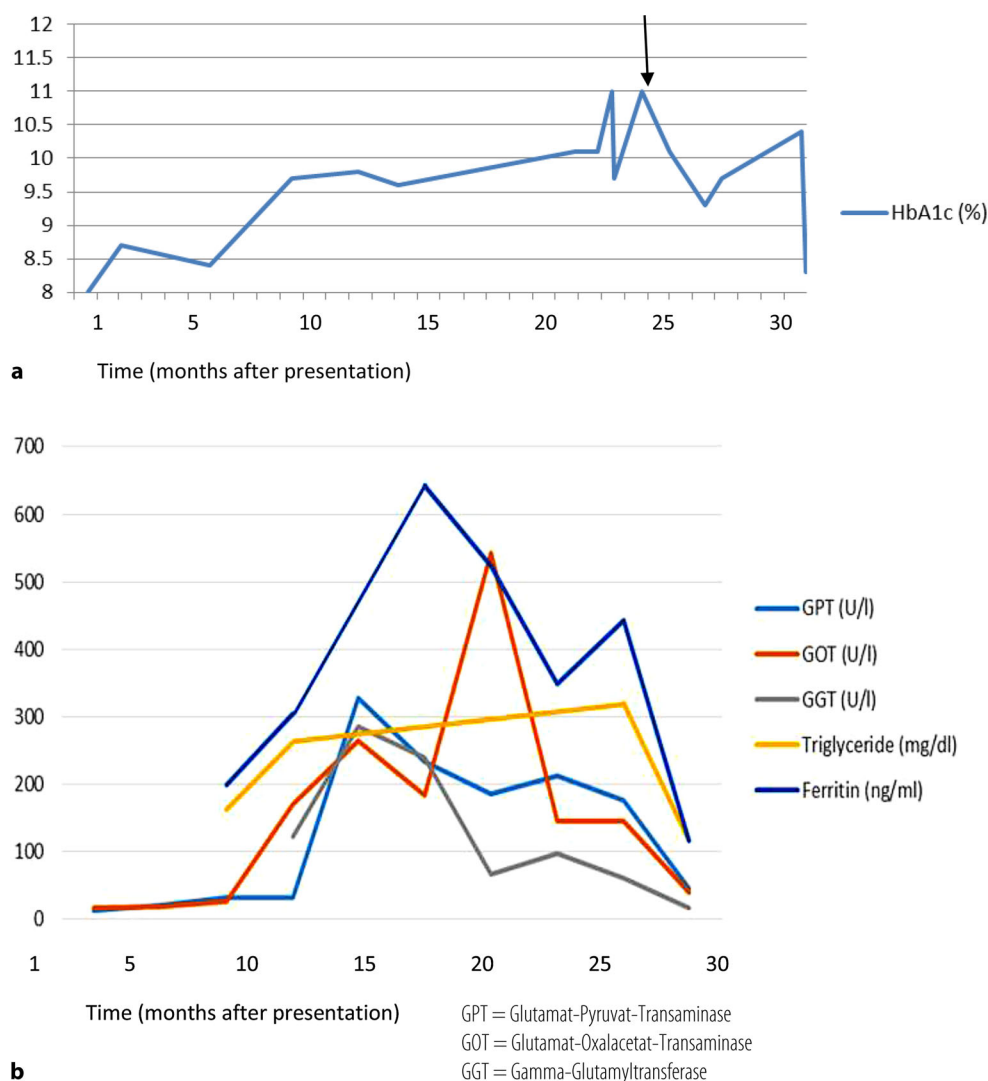 12
11.5
11
10.5
10
9.5
9
8.5
8
HbA1c (%)
1 5 10 15 20 25 30
a Time (months after presentation)
700
600
500
400
300
200
100
0
GPT (U/l)
GOT (U/l)
GGT (U/l)
Triglyceride (mg/dl)
Ferritin (ng/ml)
1 5 10 15 20 25 30
Time (months after presentation)
GPT = Glutamat-Pyruvat-Transaminase
GOT = Glutamat-Oxalacetat-Transaminase
GGT = Gamma-Glutamyltransferase
b